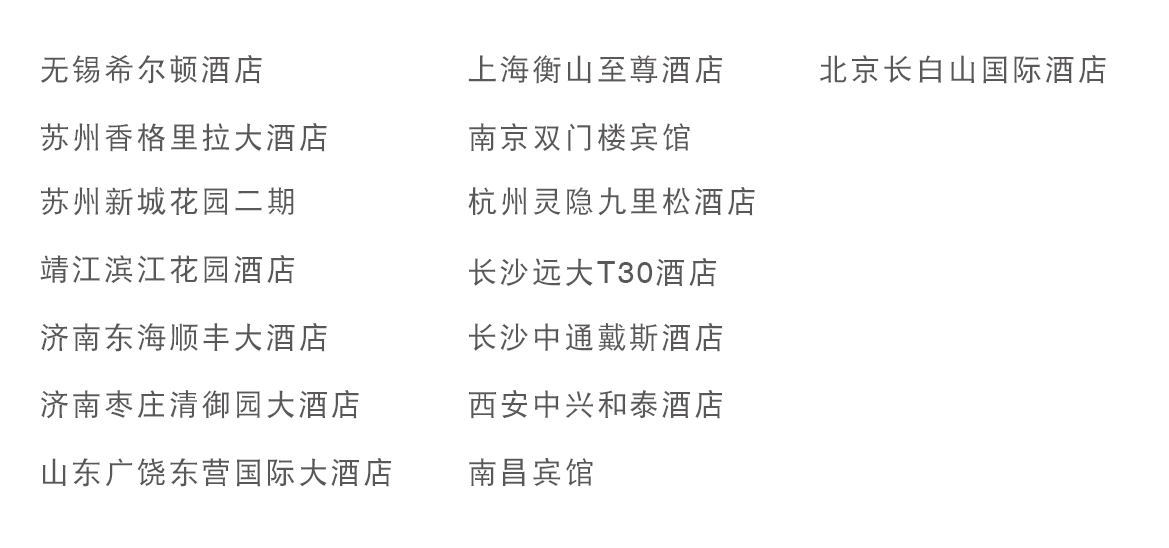 无锡希尔顿酒店
苏州香格里拉大酒店
苏州新城花园二期
靖江滨江花园酒店
济南东海顺丰大酒店
济南枣庄清御园大酒店
山东广饶东营国际大酒店
上海衡山至尊酒店
南京双门楼宾馆
杭州灵隐九里松酒店
长沙远大T30酒店
长沙中通戴斯酒店
西安中兴和泰酒店
南昌宾馆
北京长白山国际酒店